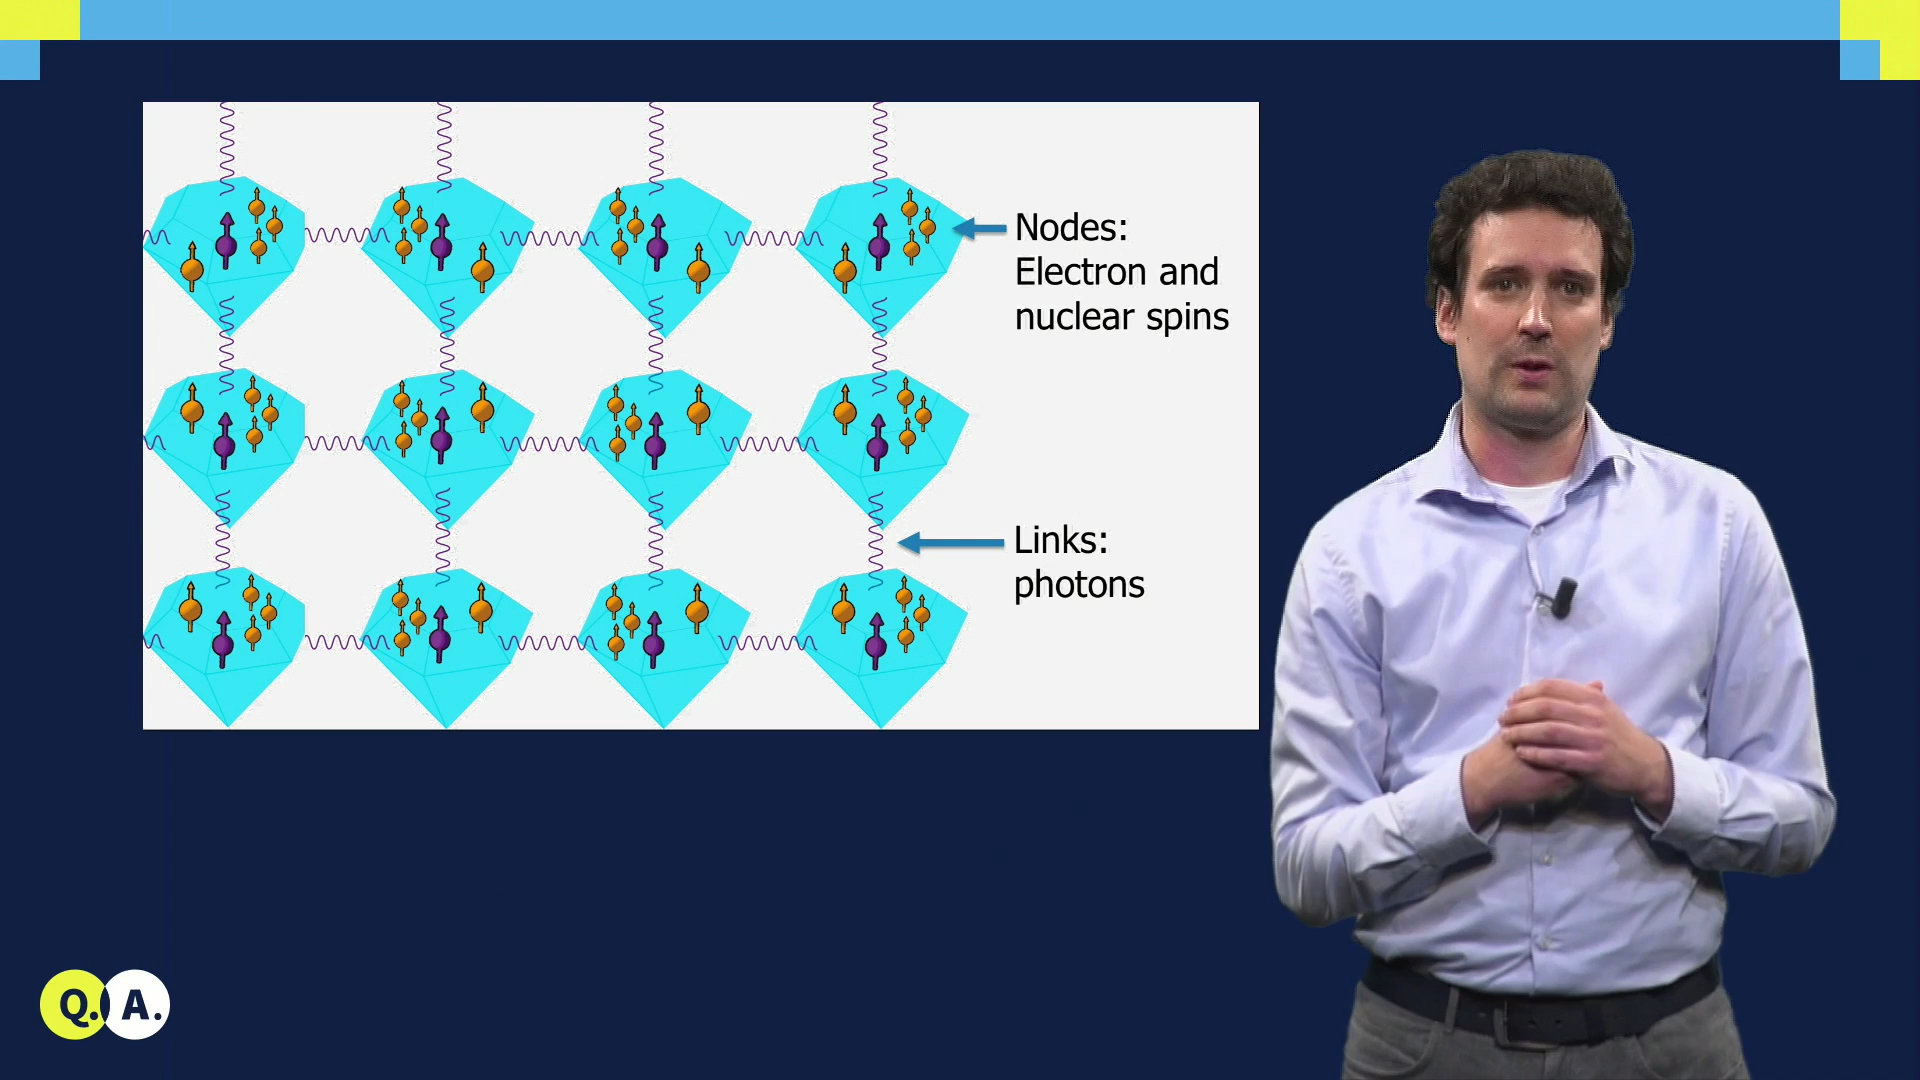 Nodes:
Electron and
nuclear spins
Links:
photons
Q. A.